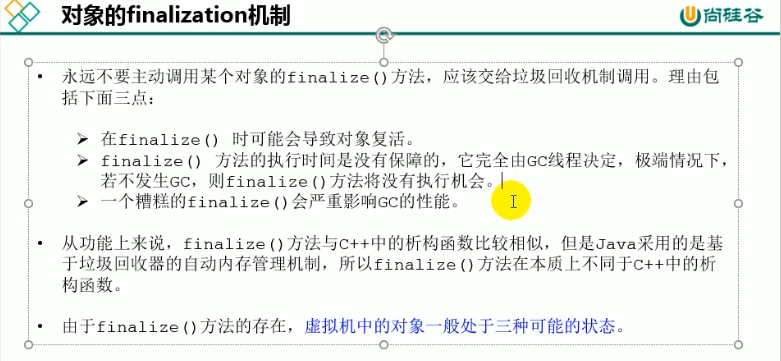 对象的finalization机制
尚硅谷
• 永远不要主动调用某个对象的finalize()方法，应该交给垃圾回收机制调用。理由包
括下面三点：
➢ 在finalize() 时可能会导致对象复活。
➢ finalize() 方法的执行时间是没有保障的，它完全由GC线程决定，极端情况下，
若不发生GC，则finalize()方法将没有执行机会。
➢ 一个糟糕的finalize()会严重影响GC的性能。
• 从功能上来说，finalize()方法与C++中的析构函数比较相似，但是Java采用的是基
于垃圾回收器的自动内存管理机制，所以finalize()方法在本质上不同于C++中的析
构函数。
• 由于finalize()方法的存在，虚拟机中的对象一般处于三种可能的状态。